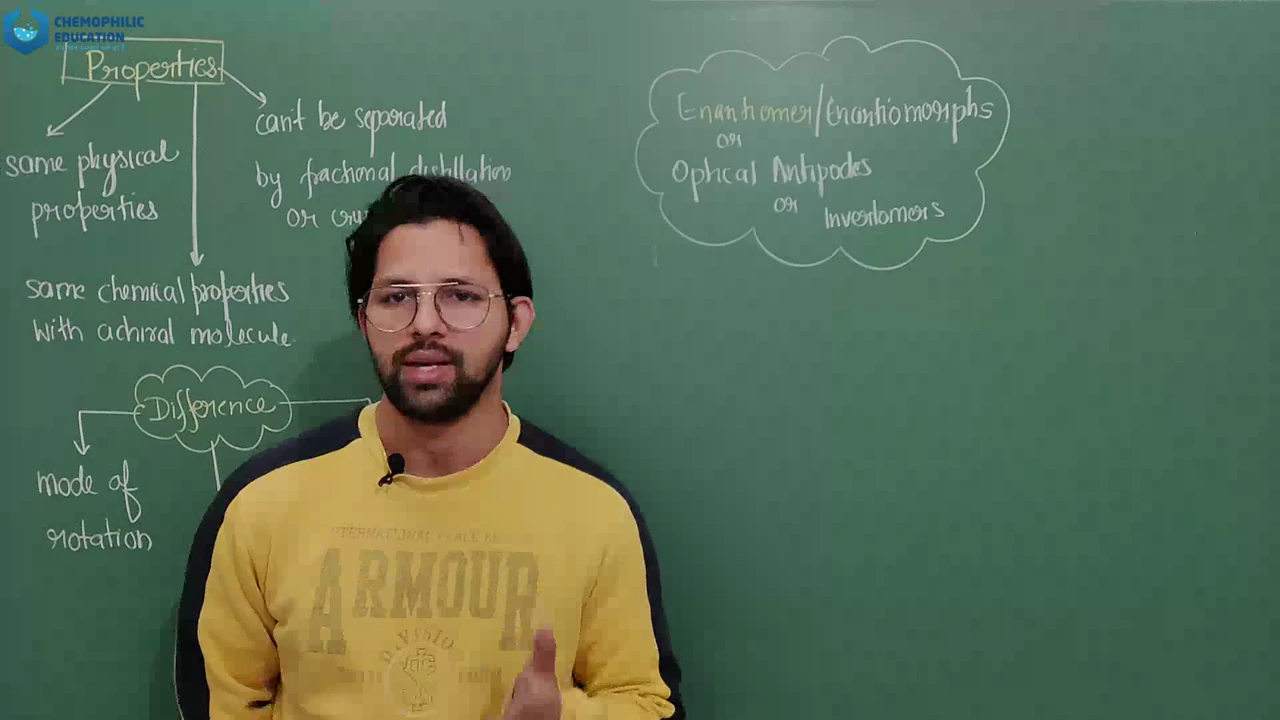 CHEMOPHILIC
EDUCATION
Properties
same physical
properties
can't be separated
by fractional distillation
or
same chemical properties
with achiral molecule
Difference
mode of
rotation
Enantiomer/Enantiomorphs
or
Optical Antipodes
or Invertomers
ARMOUR